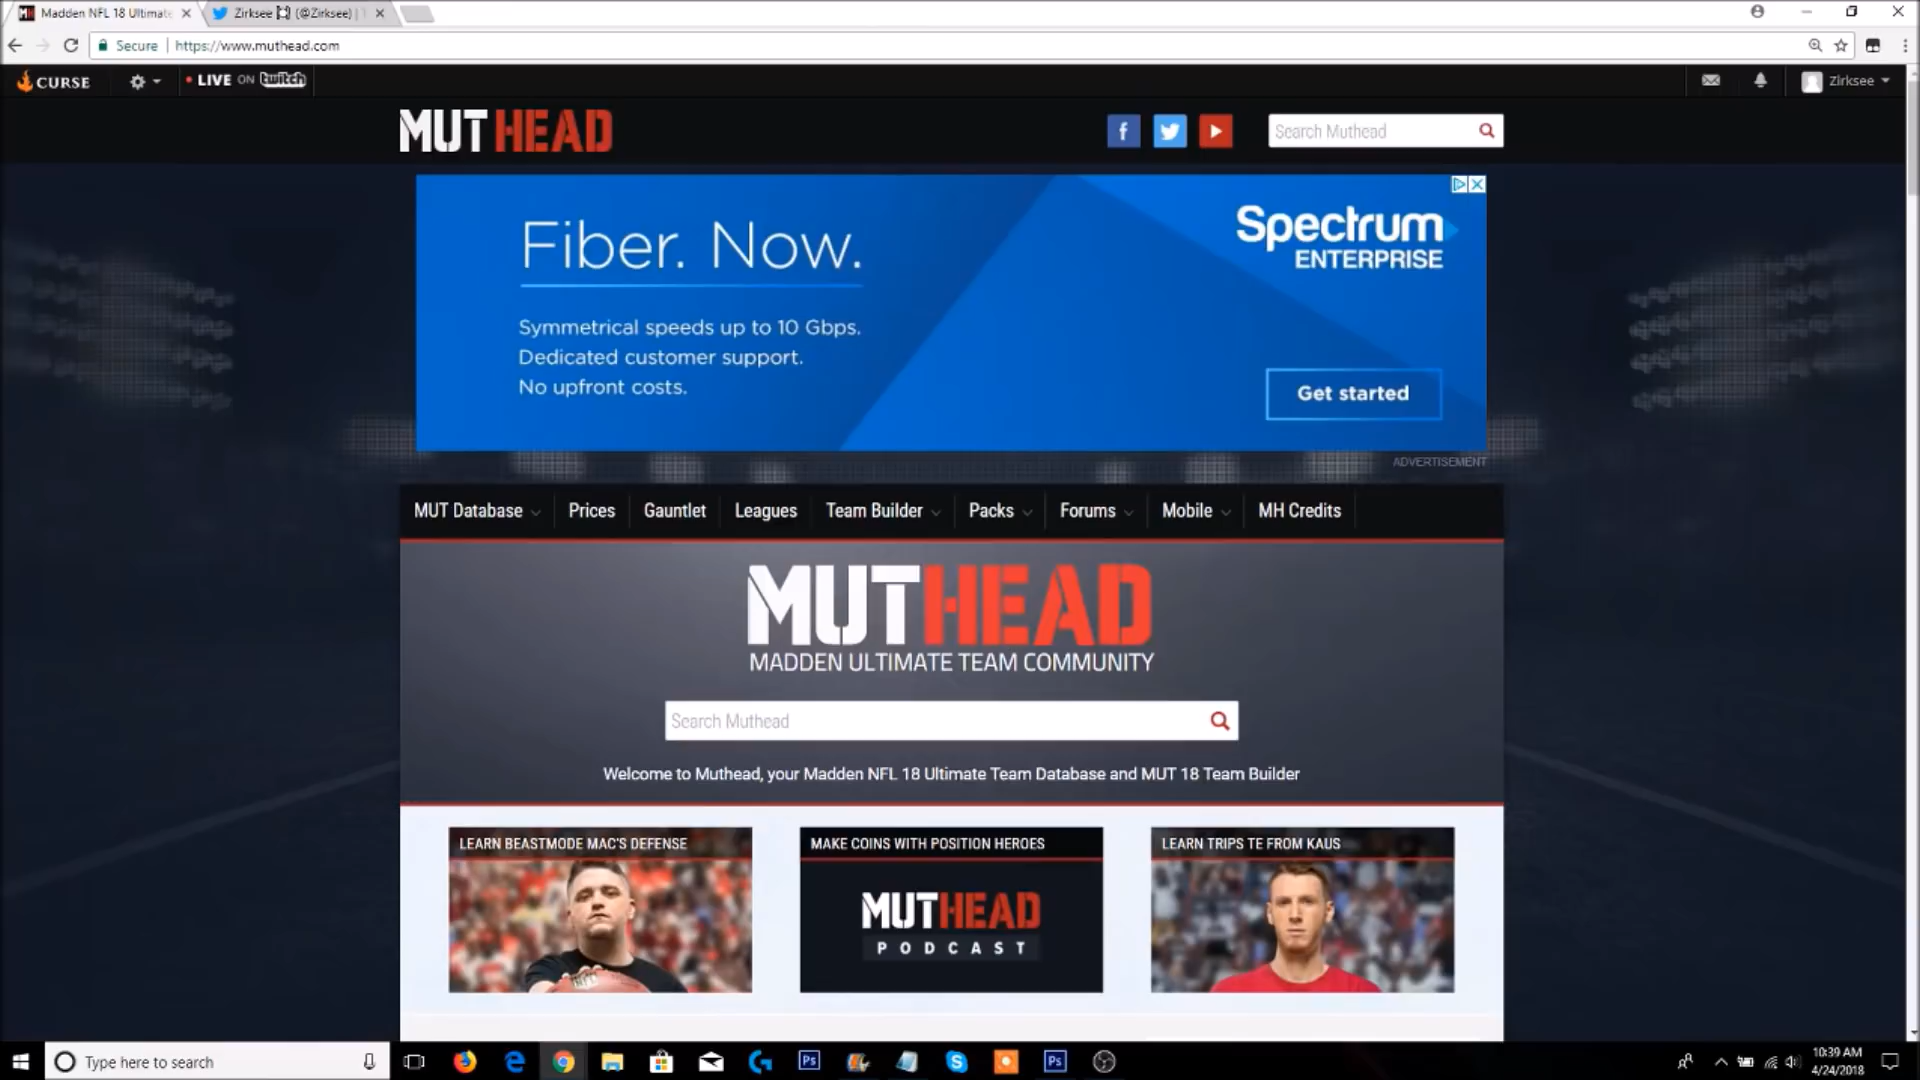 Madden NFL 18 Ultimate
Zirksee (@Zirksee) |
Secure
https://www.muthead.com
CURSE
LIVE ON twitch
Zirksee
MUTHEAD
Search Muthead
Fiber. Now.
Symmetrical speeds up to 10 Gbps.
Dedicated customer support.
No upfront costs.
Spectrum
ENTERPRISE
Get started
ADVERTISEMENT
MUT Database Prices Gauntlet Leagues Team Builder Packs Forums Mobile MH Credits
MUTHEAD
MADDEN ULTIMATE TEAM COMMUNITY
Search Muthead
Welcome to Muthead, your Madden NFL 18 Ultimate Team Database and MUT 18 Team Builder
LEARN BEASTMODE MAC'S DEFENSE
MAKE COINS WITH POSITION HEROES
MUTHEAD
PODCAST
LEARN TRIPS TE FROM KAUS
Type here to search
Ps
Ps
10:39 AM
4/24/2018